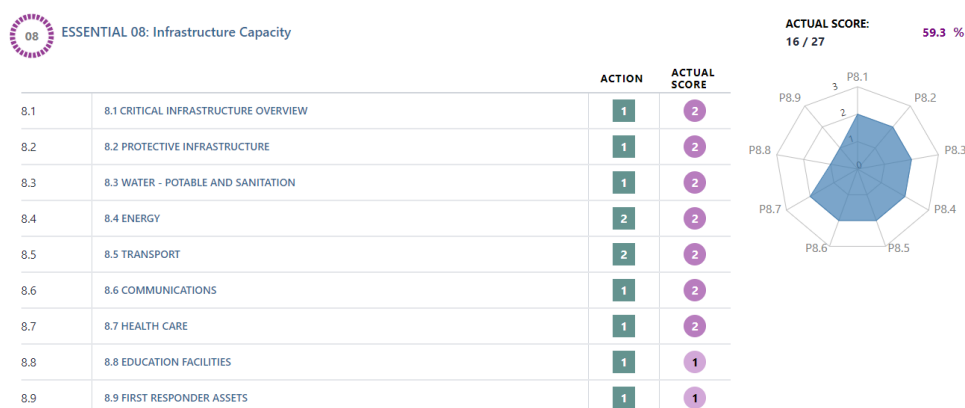 08 ESSENTIAL 08: Infrastructure Capacity
ACTUAL SCORE:
16 / 27
59.3 %
ACTION ACTUAL SCORE
8.1 8.1 CRITICAL INFRASTRUCTURE OVERVIEW 1 2
8.2 8.2 PROTECTIVE INFRASTRUCTURE 1 2
8.3 8.3 WATER - POTABLE AND SANITATION 1 2
8.4 8.4 ENERGY 2 2
8.5 8.5 TRANSPORT 2 2
8.6 8.6 COMMUNICATIONS 1 2
8.7 8.7 HEALTH CARE 1 2
8.8 8.8 EDUCATION FACILITIES 1 1
8.9 8.9 FIRST RESPONDER ASSETS 1 1
P8.1
3
P8.9 P8.2
2
1
P8.8 P8.3
0
P8.7 P8.4
P8.6 P8.5